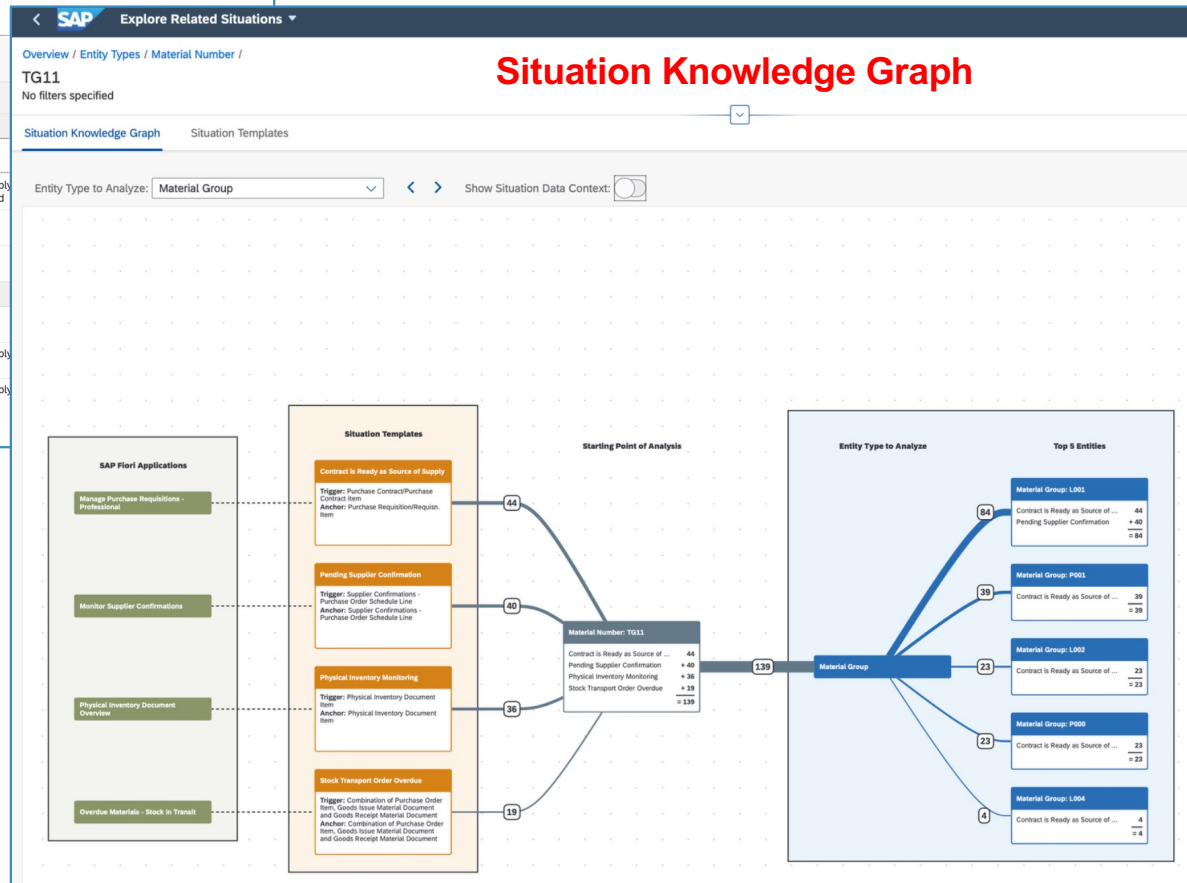 SAP Explore Related Situations
Overview / Entity Types / Material Number /
TG11
No filters specified
Situation Knowledge Graph
Situation Knowledge Graph Situation Templates
Entity Type to Analyze: Material Group Show Situation Data Context:
SAP Fiori Applications
Manage Purchase Requisitions -
Professional
Monitor Supplier Confirmations
Physical Inventory Document
Overview
Overdue Materials - Stock in Transit
Situation Templates
Contract is Ready as Source of Supply
Trigger: Purchase Contract/Purchase
Contract Item
Anchor: Purchase Requisition/Requisn.
Item
Pending Supplier Confirmation
Trigger: Supplier Confirmations -
Purchase Order Schedule Line
Anchor: Supplier Confirmations -
Purchase Order Schedule Line
Physical Inventory Monitoring
Trigger: Physical Inventory Document
Item
Anchor: Physical Inventory Document
Item
Stock Transport Order Overdue
Trigger: Combination of Purchase Order
Item, Goods Issue Material Document
and Goods Receipt Material Document
Anchor: Combination of Purchase Order
Item, Goods Issue Material Document
and Goods Receipt Material Document
44
40
36
19
Starting Point of Analysis
Material Number: TG11
Contract is Ready as Source of ... 44
Pending Supplier Confirmation + 40
Physical Inventory Monitoring + 36
Stock Transport Order Overdue + 19
= 139
139
Entity Type to Analyze
Material Group
84
39
23
23
4
Top 5 Entities
Material Group: L001
Contract is Ready as Source of ... 44
Pending Supplier Confirmation + 40
= 84
Material Group: P001
Contract is Ready as Source of ... 39
= 39
Material Group: L002
Contract is Ready as Source of ... 23
= 23
Material Group: P000
Contract is Ready as Source of ... 23
= 23
Material Group: L004
Contract is Ready as Source of ... 4
= 4